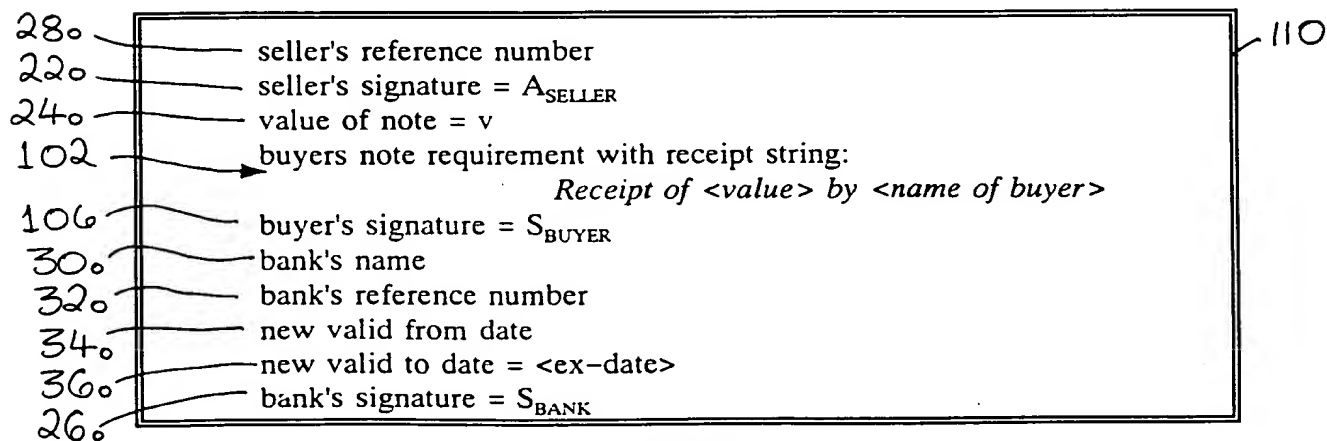 28₀ seller's reference number 110
22₀ seller's signature = A_SELLER
24₀ value of note = v
102 buyers note requirement with receipt string:
Receipt of <value> by <name of buyer>
106 buyer's signature = S_BUYER
30₀ bank's name
32₀ bank's reference number
34₀ new valid from date
36₀ new valid to date = <ex-date>
26₀ bank's signature = S_BANK